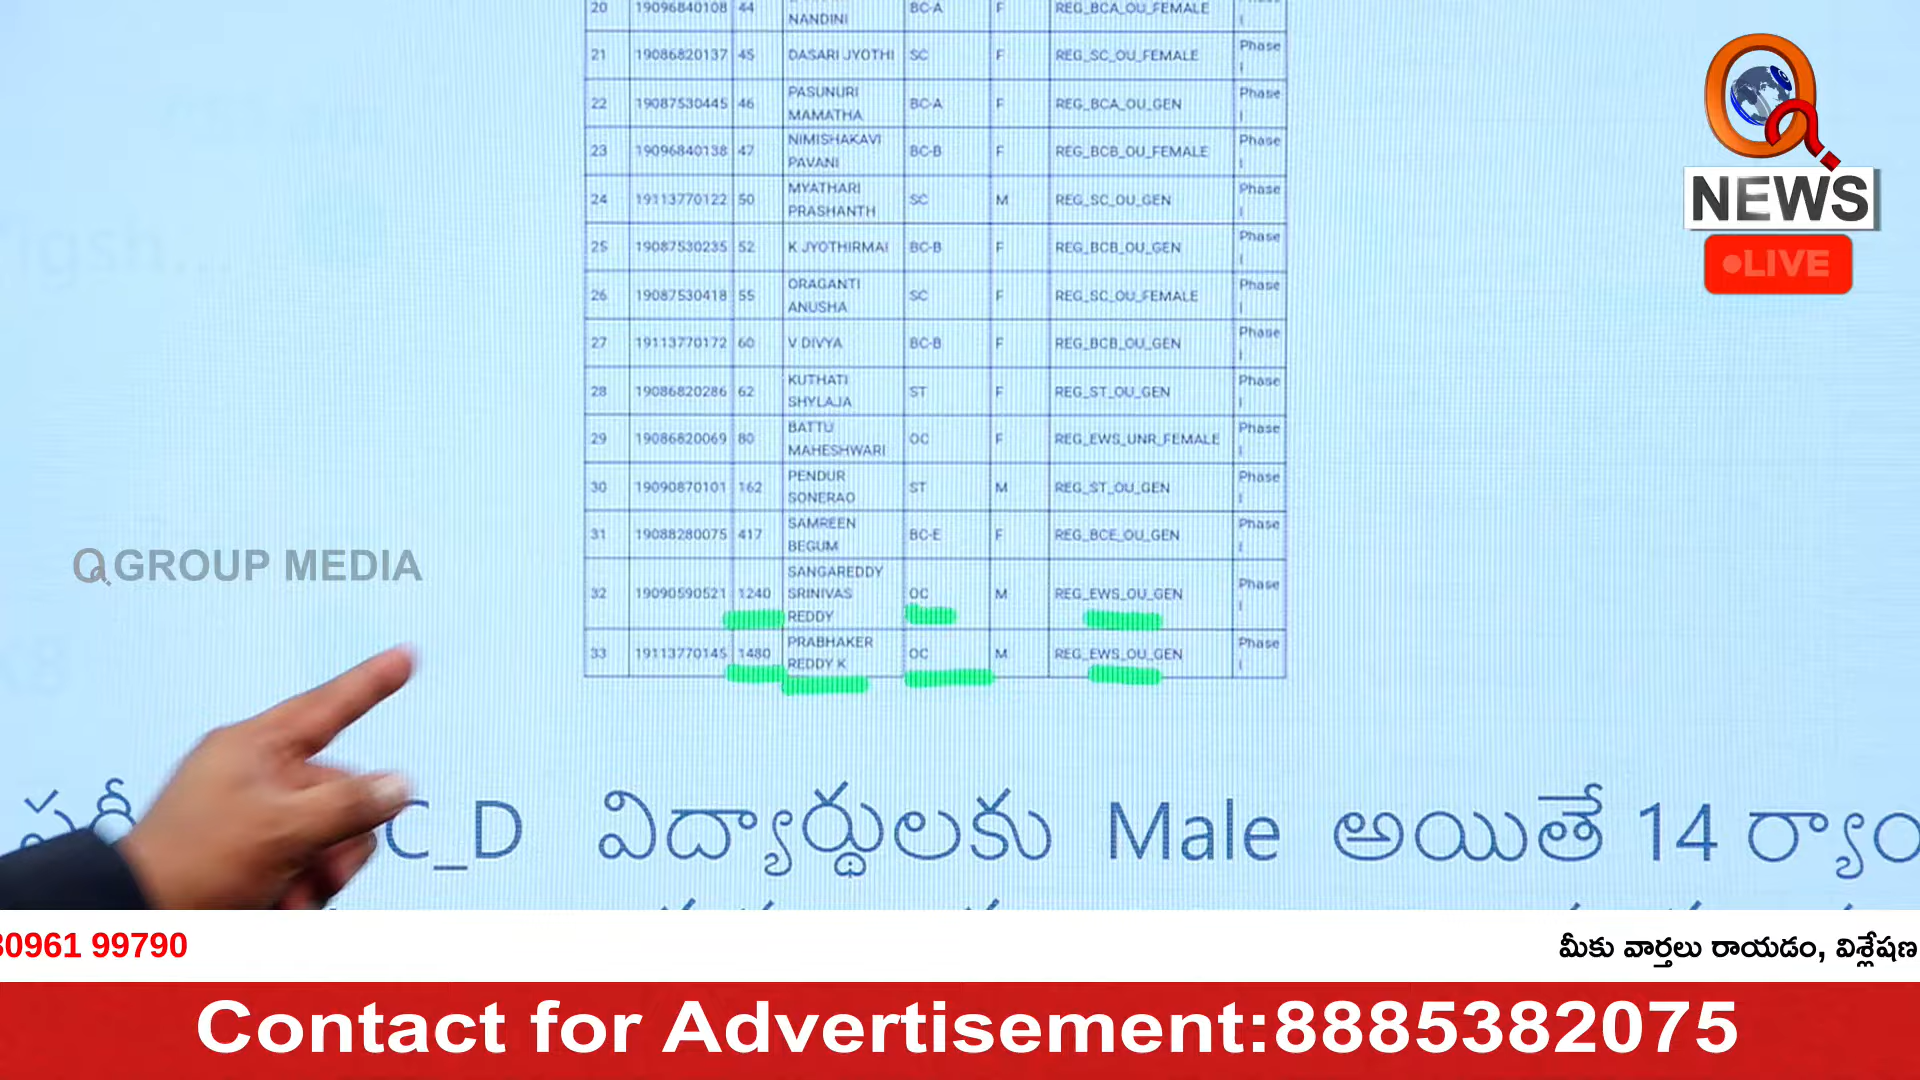 20 19096840108 44 NANDINI BC-A F REG_BCA_OU_FEMALE
21 19086820137 45 DASARI JYOTHI SC F REG_SC_OU_FEMALE Phase I
22 19087530445 46 PASUNURI MAMATHA BC-A F REG_BCA_OU_GEN Phase I
23 19096840138 47 NIMISHAKAVI PAVANI BC-B F REG_BCB_OU_FEMALE Phase I
24 19113770122 50 MYATHARI PRASHANTH SC M REG_SC_OU_GEN Phase I
25 19087530235 52 K JYOTHIRMAI BC-B F REG_BCB_OU_GEN Phase I
26 19087530418 55 ORAGANTI ANUSHA SC F REG_SC_OU_FEMALE Phase I
27 19113770172 60 V DIVYA BC-B F REG_BCB_OU_GEN Phase I
28 19086820286 62 KUTHATI SHYLAJA ST F REG_ST_OU_GEN Phase I
29 19086820069 80 BATTU MAHESHWARI OC F REG_EWS_UNR_FEMALE Phase I
30 19090870101 162 PENDUR SONERAO ST M REG_ST_OU_GEN Phase I
31 19088280075 417 SAMREEN BEGUM BC-E F REG_BCE_OU_GEN Phase I
32 19090590521 1240 SANGAREDDY SRINIVAS REDDY OC M REG_EWS_OU_GEN Phase I
33 19113770145 1480 PRABHAKER REDDY K OC M REG_EWS_OU_GEN Phase I
Q NEWS
LIVE
Q GROUP MEDIA
C_D విద్యార్థులకు Male అయితే 14
30961 99790
మీకు వార్తలు రాయడం, విశ్లేషణ
Contact for Advertisement:8885382075